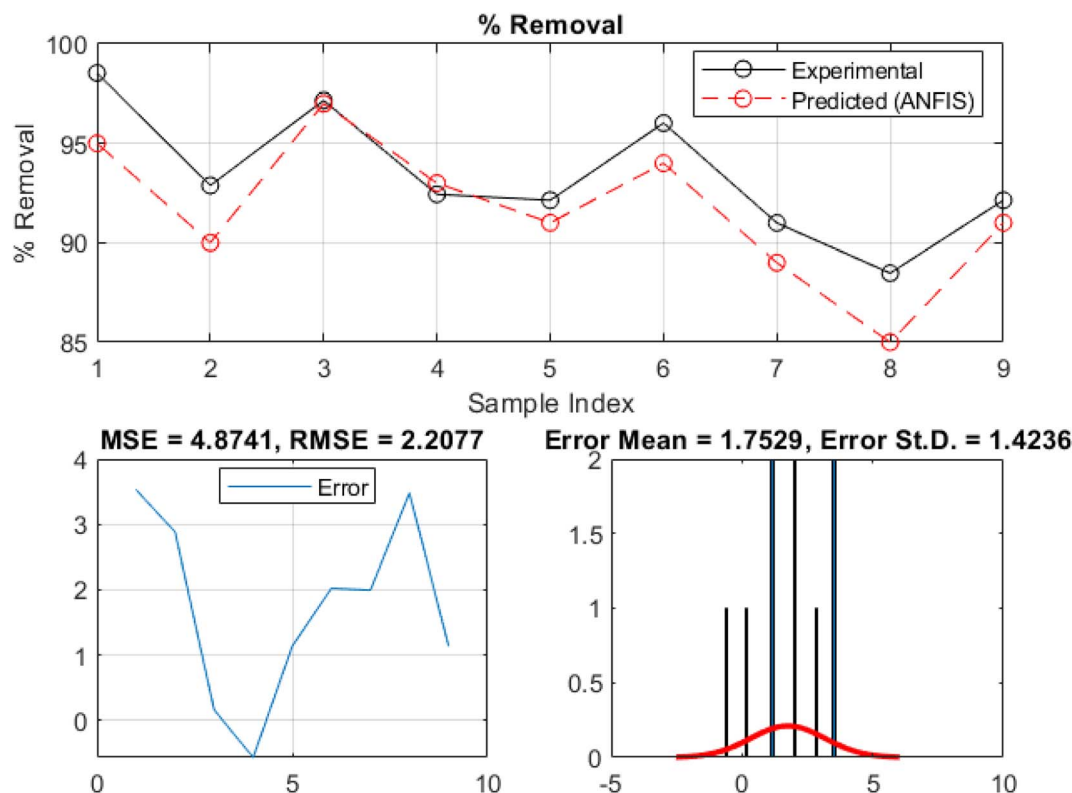 % Removal
100
95
90
85
% Removal
Experimental
Predicted (ANFIS)
1 2 3 4 5 6 7 8 9
Sample Index
MSE = 4.8741, RMSE = 2.2077
4
3
2
1
0
Error
0 5 10
Error Mean = 1.7529, Error St.D. = 1.4236
2
1.5
1
0.5
0
-5 0 5 10